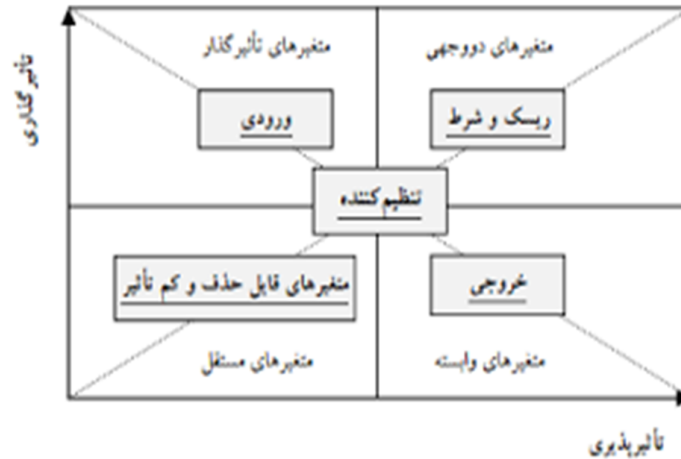 متغیرهای دووجهی
متغیرهای تأثیرگذار
تأثیرگذاری
ریسک و شرط
ورودی
تنظیم‌کننده
خروجی
متغیرهای قابل حذف و کم تأثیر
متغیرهای وابسته
متغیرهای مستقل
تأثیرپذیری